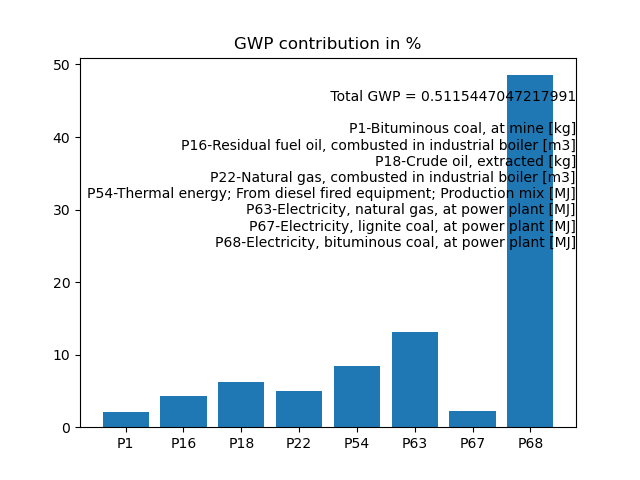 GWP contribution in %
50
Total GWP = 0.5115447047217991
P1-Bituminous coal, at mine [kg]
40
P16-Residual fuel oil, combusted in industrial boiler [m3]
P18-Crude oil, extracted [kg]
P22-Natural gas, combusted in industrial boiler [m3]
P54-Thermal energy; From diesel fired equipment; Production mix [MJ]
30
P63-Electricity, natural gas, at power plant [MJ]
P67-Electricity, lignite coal, at power plant [MJ]
P68-Electricity, bituminous coal, at power plant [MJ]
20
10
0
P1 P16 P18 P22 P54 P63 P67 P68